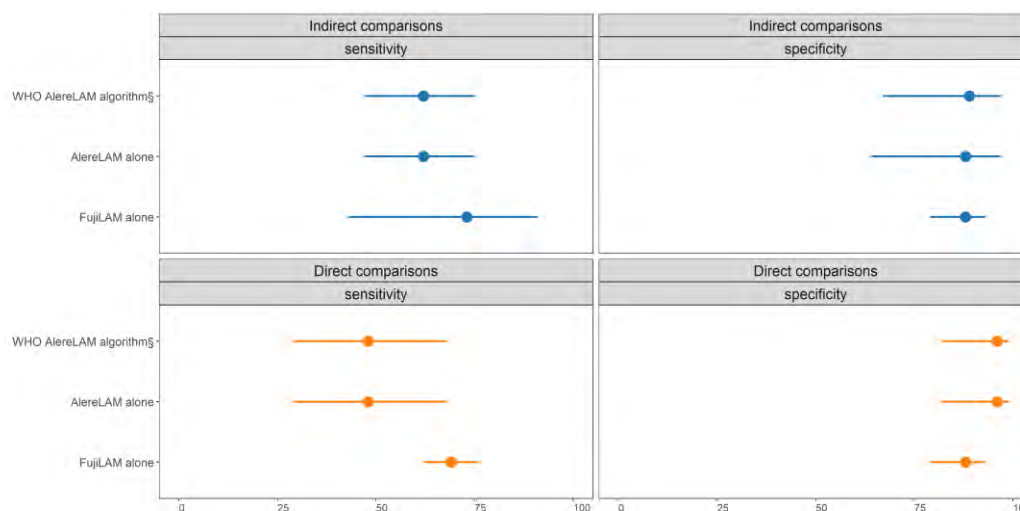 Indirect comparisons
sensitivity
Indirect comparisons
specificity
WHO AlereLAM algorithm§
AlereLAM alone
FujiLAM alone
Direct comparisons
sensitivity
Direct comparisons
specificity
WHO AlereLAM algorithm§
AlereLAM alone
FujiLAM alone
0 25 50 75 100 0 25 50 75